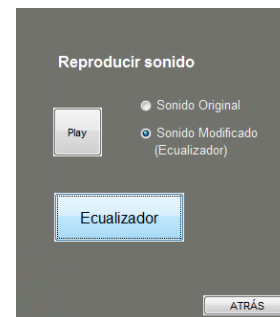 Reproducir sonido
Sonido Original
Play
Sonido Modificado
(Ecualizador)
Ecualizador
ATRÁS